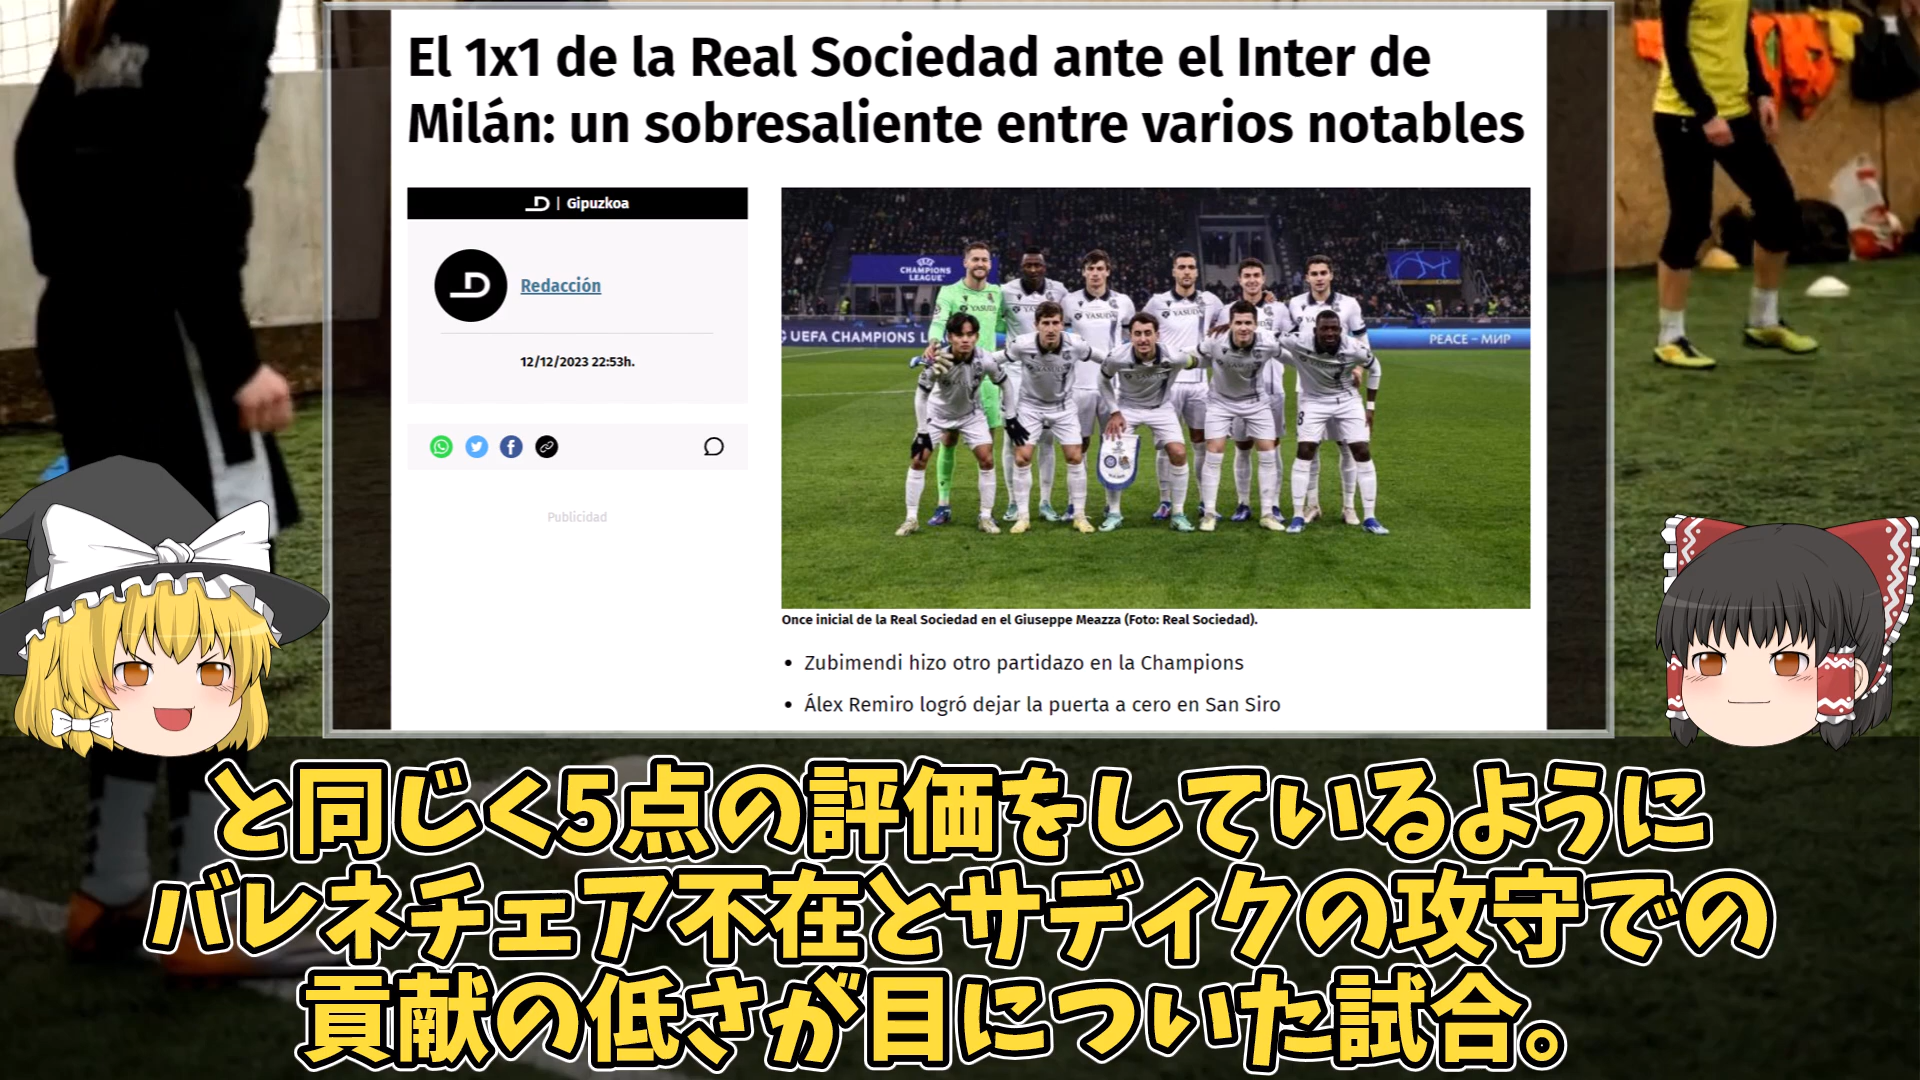 El 1x1 de la Real Sociedad ante el Inter de
Milán: un sobresaliente entre varios notables
Gipuzkoa
Redacción
12/12/2023 22:53h.
Publicidad
UEFA
CHAMPIONS
LEAGUE
UEFA CHAMPIONS
PEACE – МИР
YASUDA
Once inicial de la Real Sociedad en el Giuseppe Meazza (Foto: Real Sociedad).
• Zubimendi hizo otro partidazo en la Champions
• Álex Remiro logró dejar la puerta a cero en San Siro
と同じく5点の評価をしているように
バレネチェア不在とサディクの攻守での
貢献の低さが目についた試合。